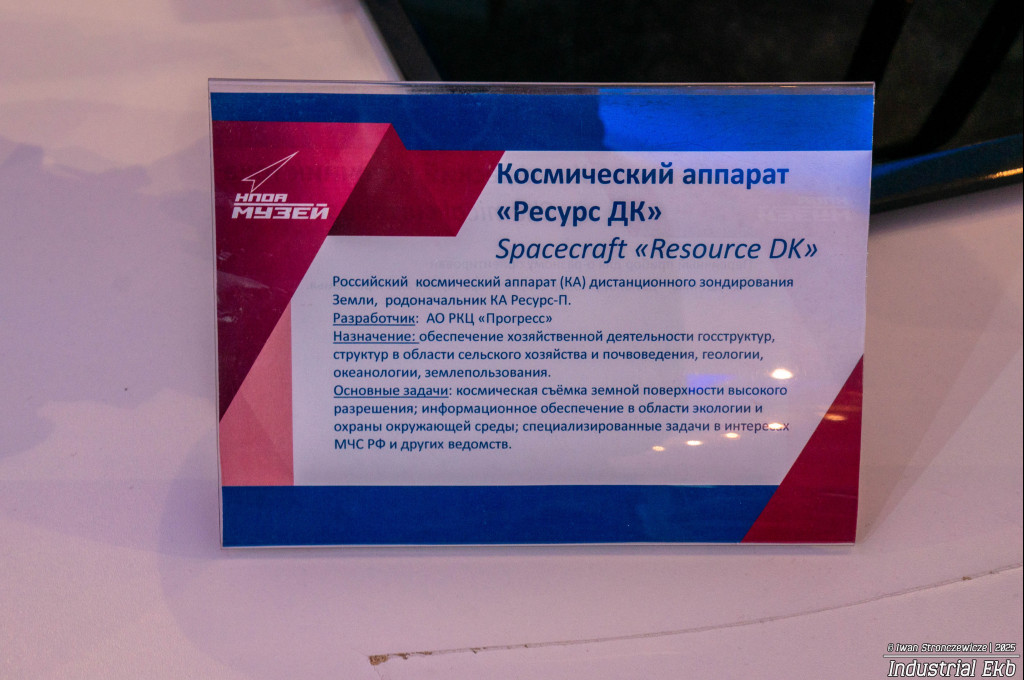 НПОА
МУЗЕЙ
Космический аппарат
«Ресурс ДК»
Spacecraft «Resource DK»
Российский космический аппарат (КА) дистанционного зондирования
Земли, родоначальник КА Ресурс-П.
Разработчик: АО РКЦ «Прогресс»
Назначение: обеспечение хозяйственной деятельности госструктур,
структур в области сельского хозяйства и почвоведения, геологии,
океанологии, землепользования.
Основные задачи: космическая съёмка земной поверхности высокого
разрешения; информационное обеспечение в области экологии и
охраны окружающей среды; специализированные задачи в интересах
МЧС РФ и других ведомств.
© Iwan Stronczewicze | 2025
Industrial Ekb